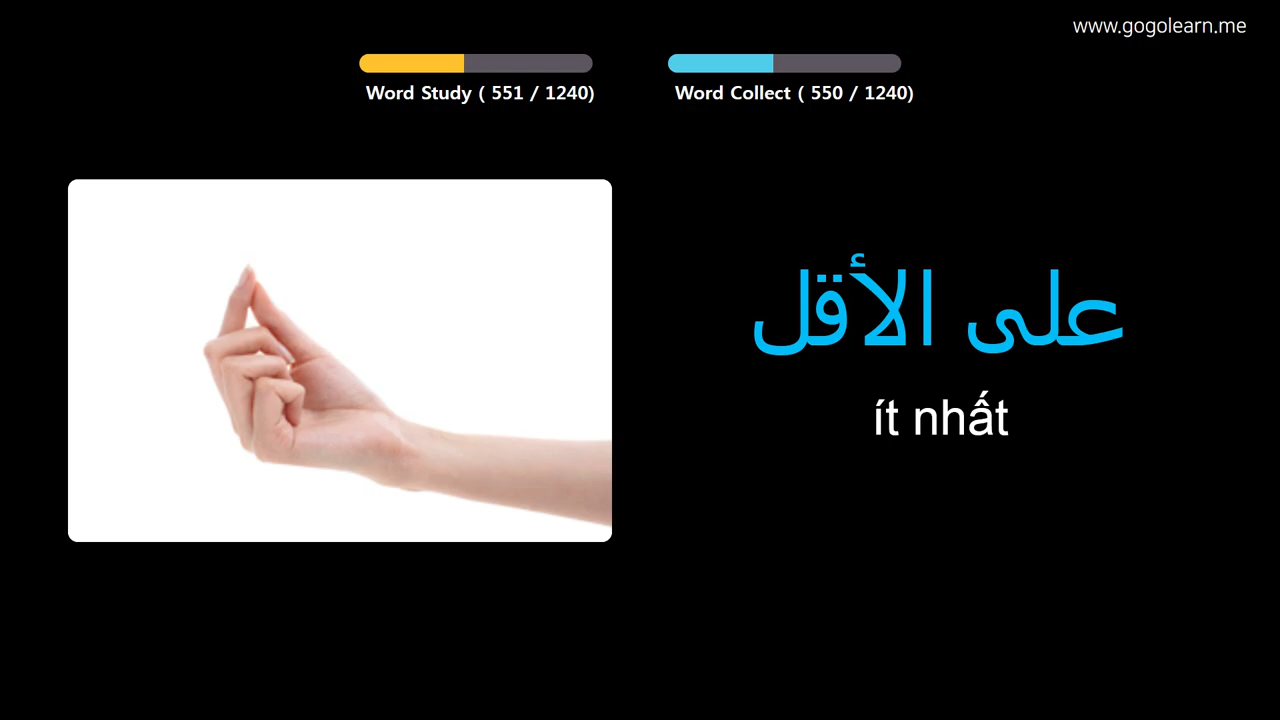 www.gogolearn.me
Word Study ( 551 / 1240)
Word Collect ( 550 / 1240)
على الأقل
ít nhất